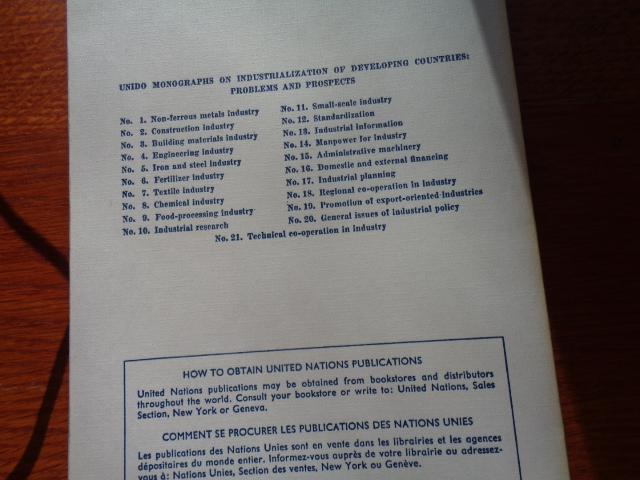 UNIDO MONOGRAPHS ON INDUSTRIALIZATION OF DEVELOPING COUNTRIES:
PROBLEMS AND PROSPECTS
No. 1. Non-ferrous metals industry
No. 2. Construction industry
No. 3. Building materials industry
No. 4. Engineering industry
No. 5. Iron and steel industry
No. 6. Fertilizer industry
No. 7. Textile industry
No. 8. Chemical industry
No. 9. Food-processing industry
No. 10. Industrial research
No. 11. Small-scale industry
No. 12. Standardization
No. 13. Industrial information
No. 14. Manpower for industry
No. 15. Administrative machinery
No. 16. Domestic and external financing
No. 17. Industrial planning
No. 18. Regional co-operation in industry
No. 19. Promotion of export-oriented industries
No. 20. General issues of industrial policy
No. 21. Technical co-operation in industry
HOW TO OBTAIN UNITED NATIONS PUBLICATIONS
United Nations publications may be obtained from bookstores and distributors
throughout the world. Consult your bookstore or write to: United Nations, Sales
Section, New York or Geneva.
COMMENT SE PROCURER LES PUBLICATIONS DES NATIONS UNIES
Les publications des Nations Unies sont en vente dans les librairies et les agences
dépositaires du monde entier. Informez-vous auprès de votre librairie ou adressez-
vous à: Nations Unies, Section des ventes, New York ou Genève.